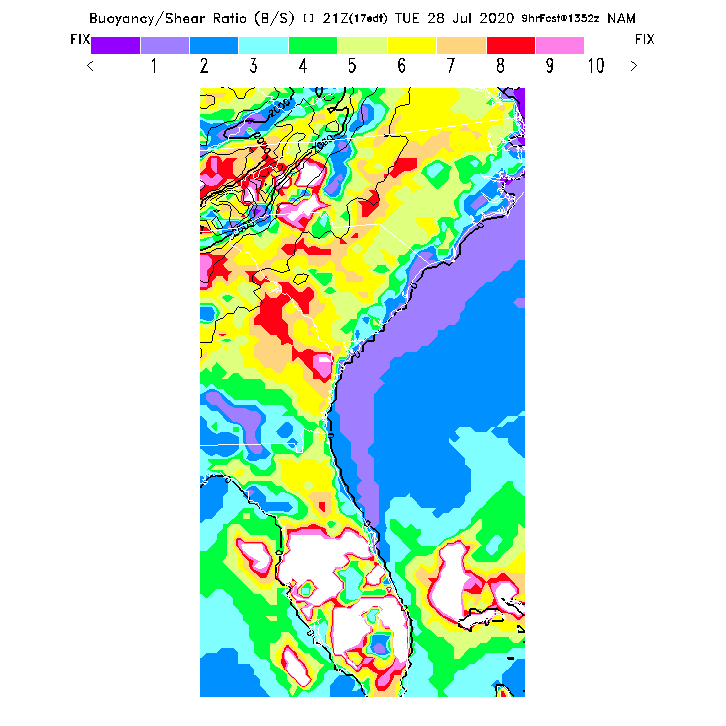 Buoyancy/Shear Ratio (B/S) [] 21Z(17edt) TUE 28 Jul 2020 9hrFcst@1352z NAM
FIX FIX
< 1 2 3 4 5 6 7 8 9 10 >
2000